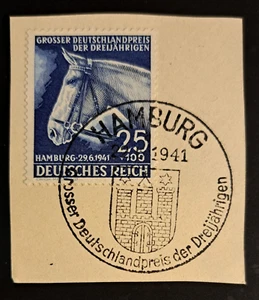 GROSSER DEUTSCHLANDPREIS
DER DREIJÄHRIGEN
25
+100
HAMBURG-29.6.1941
DEUTSCHES REICH
HAMBURG
1941
Grosser Deutschlandpreis der Dreijährigen